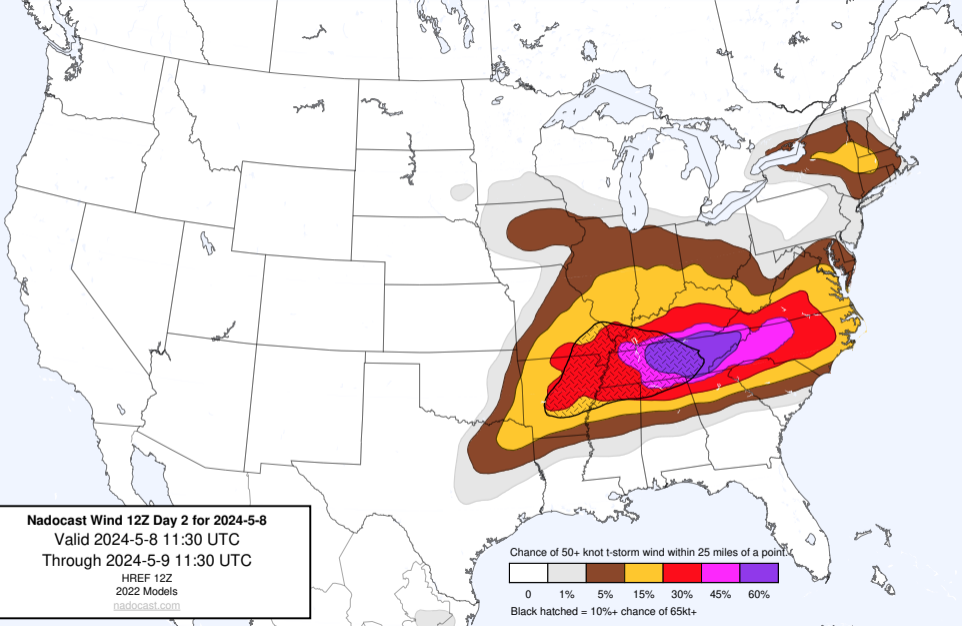 Nadocast Wind 12Z Day 2 for 2024-5-8
Valid 2024-5-8 11:30 UTC
Through 2024-5-9 11:30 UTC
HREF 12Z
2022 Models
nadocast.com
Chance of 50+ knot t-storm wind within 25 miles of a point.
0 1% 5% 15% 30% 45% 60%
Black hatched = 10%+ chance of 65kt+